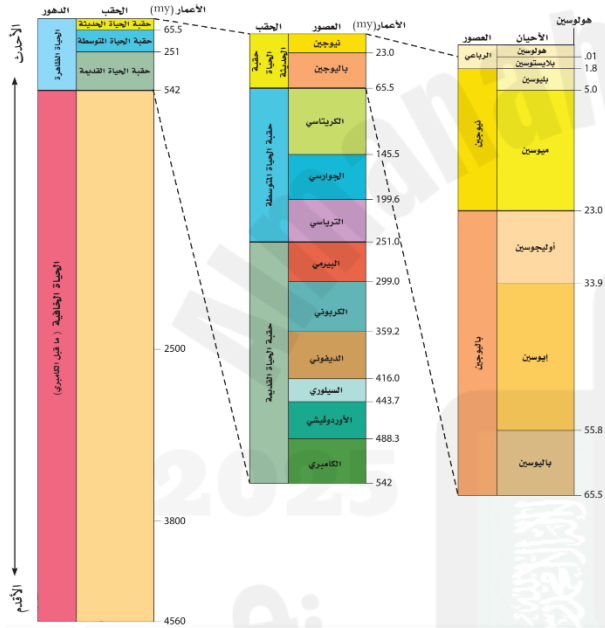 الدهور
الحقب
الأعمار (my)
الأحدث
الحياة الظاهرة
حقبة الحياة الحديثة
65.5
حقبة الحياة المتوسطة
251
حقبة الحياة القديمة
542
الحياة الخافية (ما قبل الكامبري)
2500
3800
4560
الأقدم
الحقب
العصور
الأعمار (my)
حقبة الحياة الحديثة
نيوجين
23.0
باليوجين
65.5
حقبة الحياة المتوسطة
الكريتاسي
145.5
الجوارسي
199.6
الترياسي
251.0
حقبة الحياة القديمة
البيرمي
299.0
الكربوني
359.2
الديفوني
416.0
السيلوري
443.7
الأوردوفيشي
488.3
الكامبري
542
العصور
الأحيان
هولوسين
الرباعي
هولوسين
.01
بلايستوسين
1.8
نيوجين
بليوسين
5.0
ميوسين
23.0
باليوجين
أوليجوسين
33.9
إيوسين
55.8
باليوسين
65.5
Almanah
2025